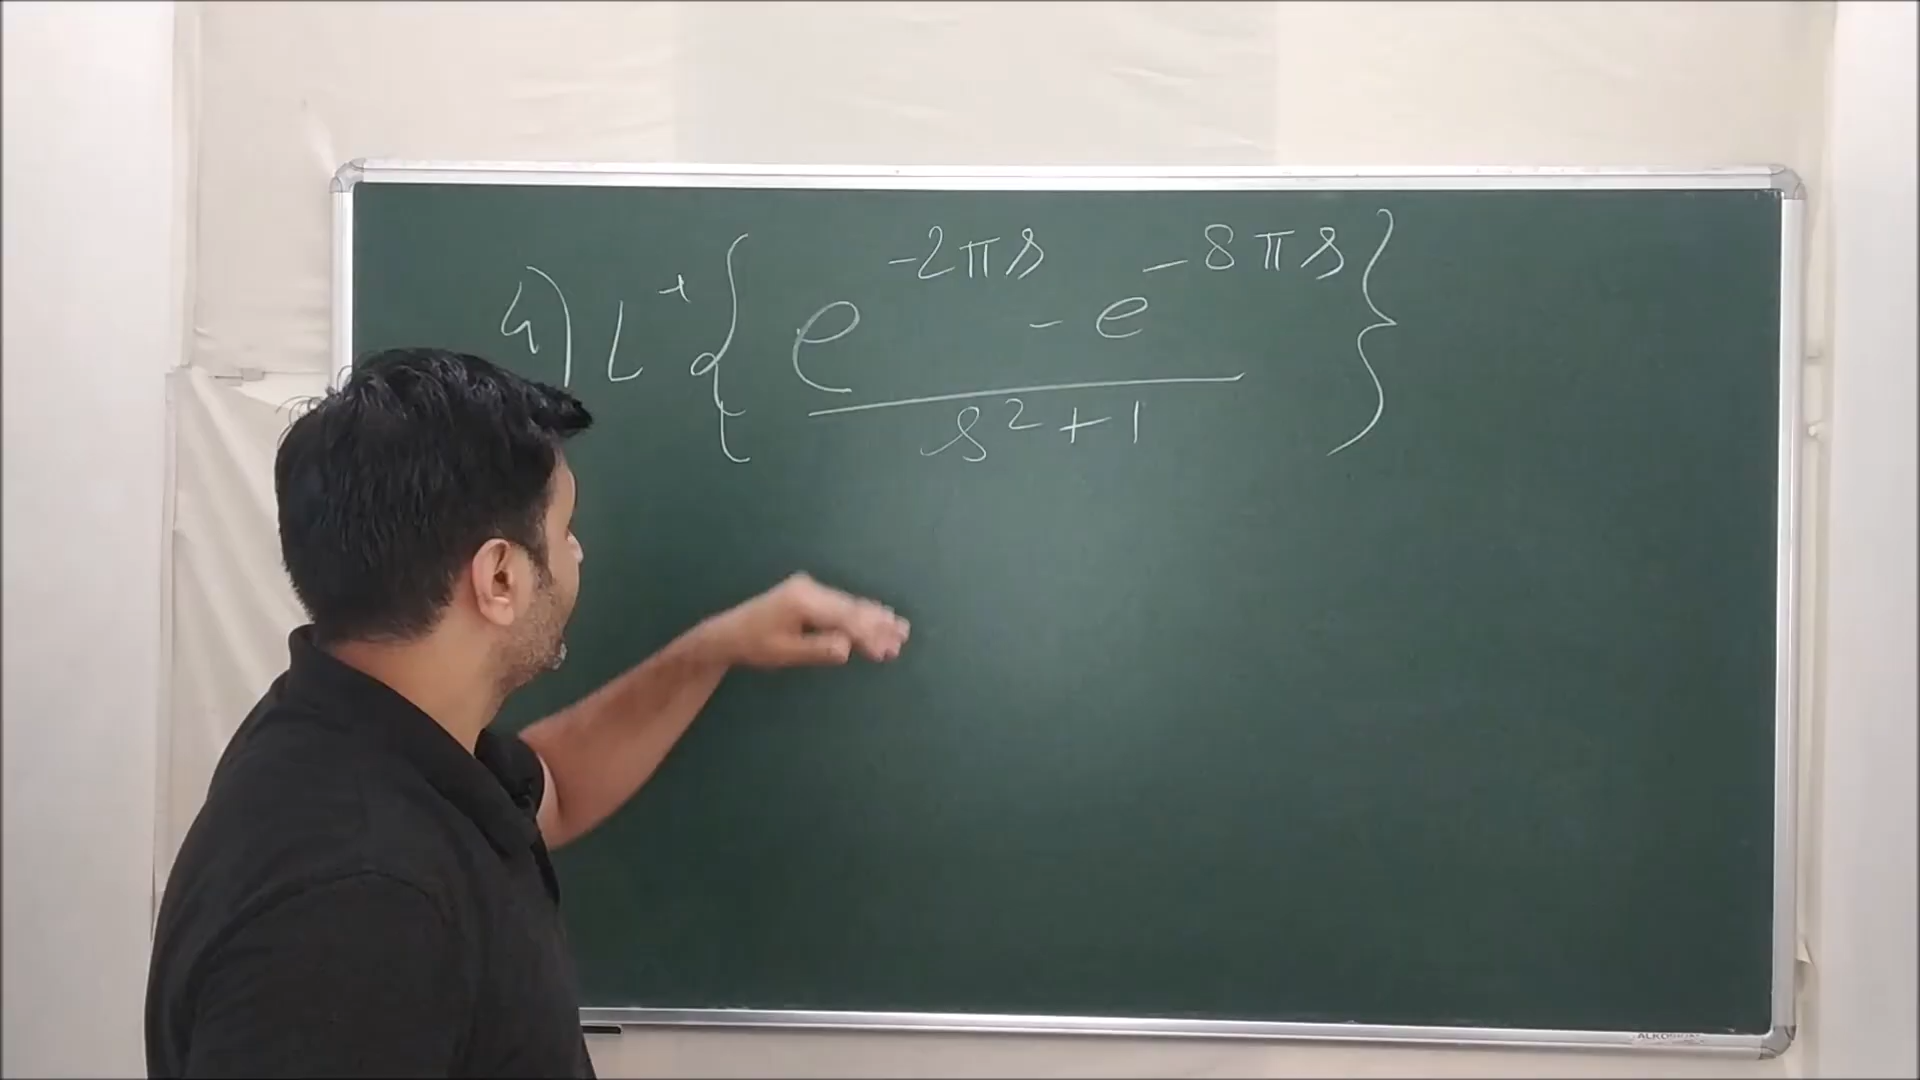 4) L⁻¹ { (e^{-2πs} - e^{-8πs}) / (s² + 1) }